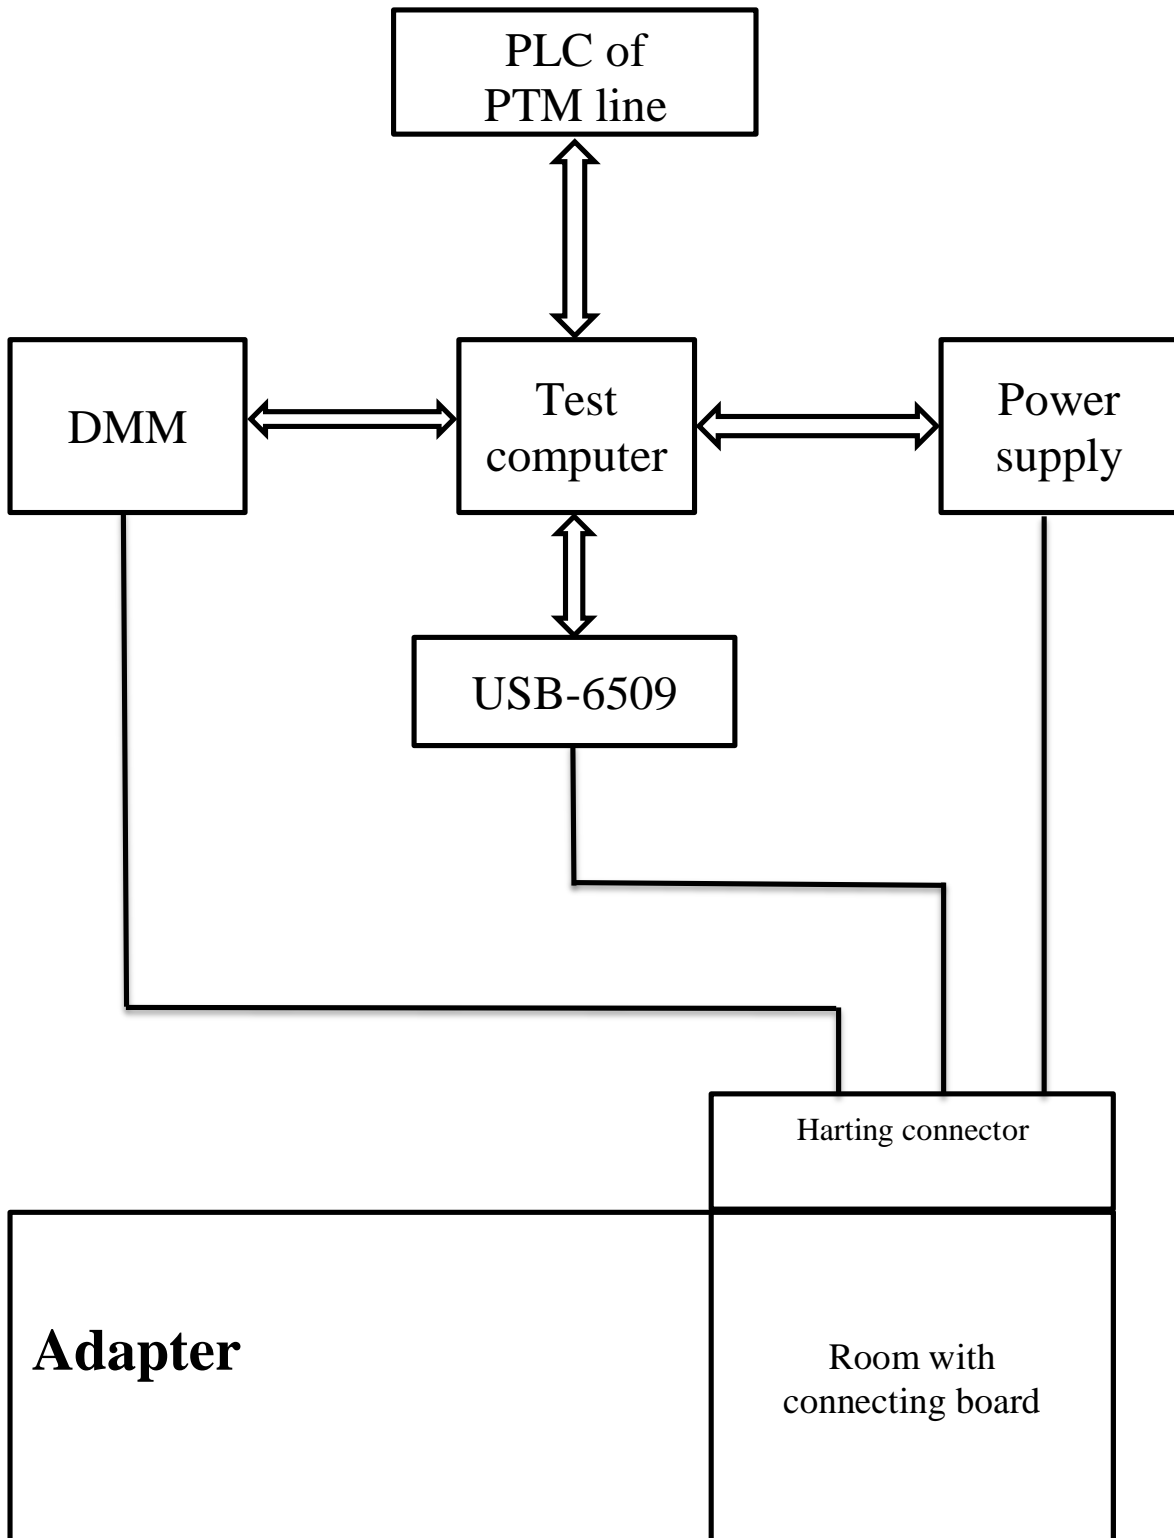 PLC of
PTM line
DMM
Test
computer
Power
supply
USB-6509
Harting connector
Adapter
Room with
connecting board